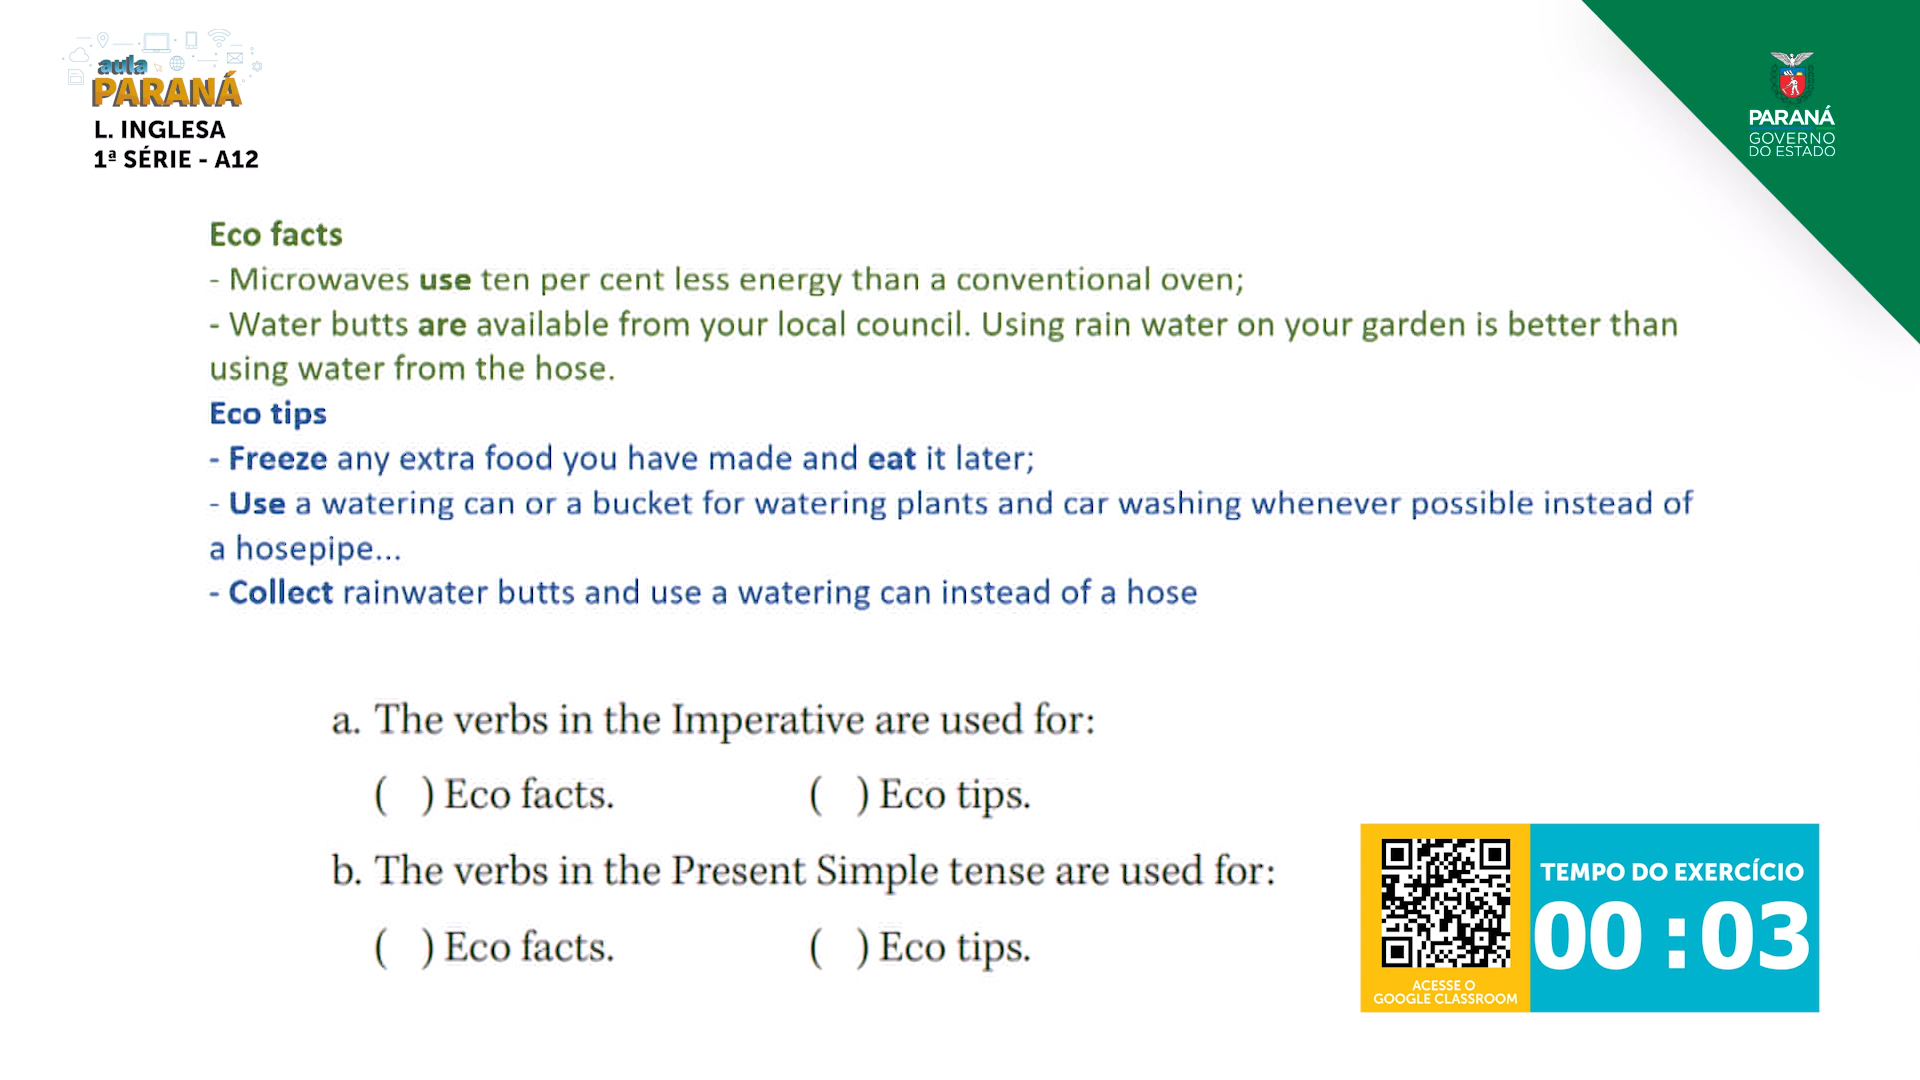 aula
PARANÁ
L. INGLESA
1ª SÉRIE - A12
PARANÁ
GOVERNO
DO ESTADO
Eco facts
- Microwaves use ten per cent less energy than a conventional oven;
- Water butts are available from your local council. Using rain water on your garden is better than
using water from the hose.
Eco tips
- Freeze any extra food you have made and eat it later;
- Use a watering can or a bucket for watering plants and car washing whenever possible instead of
a hosepipe...
- Collect rainwater butts and use a watering can instead of a hose
a. The verbs in the Imperative are used for:
(   ) Eco facts.   (   ) Eco tips.
b. The verbs in the Present Simple tense are used for:
(   ) Eco facts.   (   ) Eco tips.
ACESSE O
GOOGLE CLASSROOM
TEMPO DO EXERCÍCIO
00:03